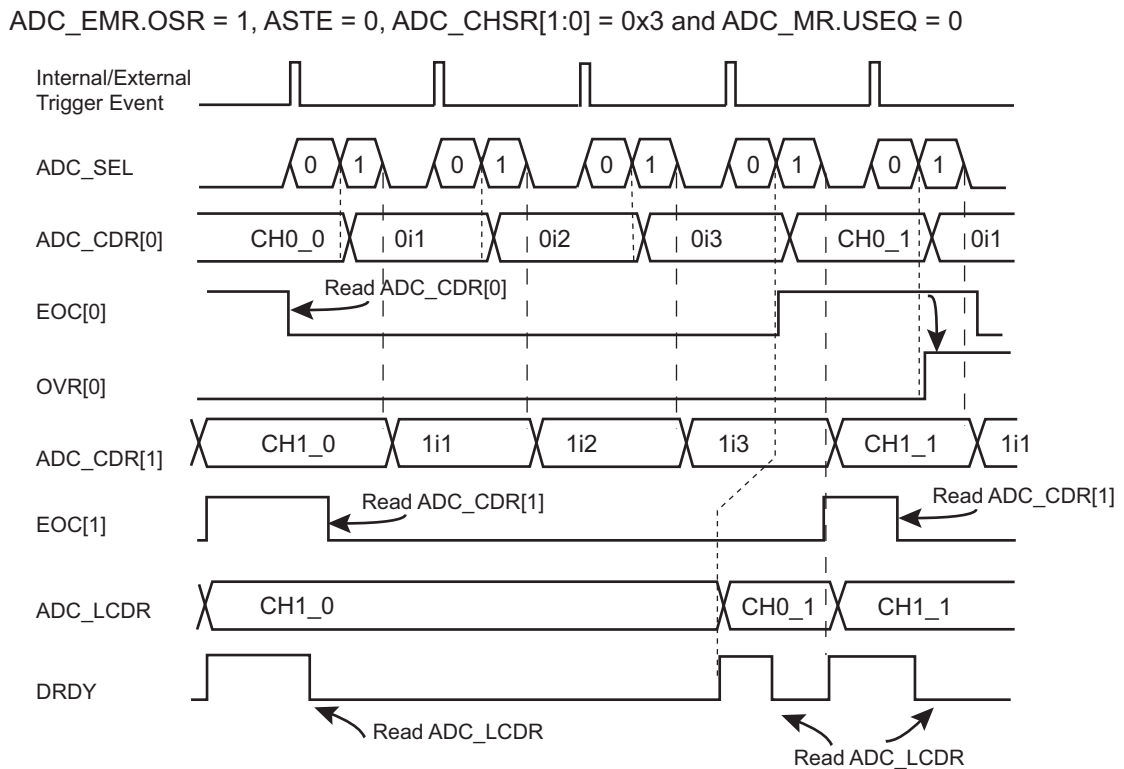 ADC_EMR.OSR = 1, ASTE = 0, ADC_CHSR[1:0] = 0x3 and ADC_MR.USEQ = 0
Internal/External
Trigger Event
ADC_SEL
0 1 0 1 0 1 0 1 0 1
ADC_CDR[0]
CH0_0 0i1 0i2 0i3 CH0_1 0i1
Read ADC_CDR[0]
EOC[0]
OVR[0]
ADC_CDR[1]
CH1_0 1i1 1i2 1i3 CH1_1 1i1
Read ADC_CDR[1]
Read ADC_CDR[1]
EOC[1]
ADC_LCDR
CH1_0 CH0_1 CH1_1
DRDY
Read ADC_LCDR
Read ADC_LCDR